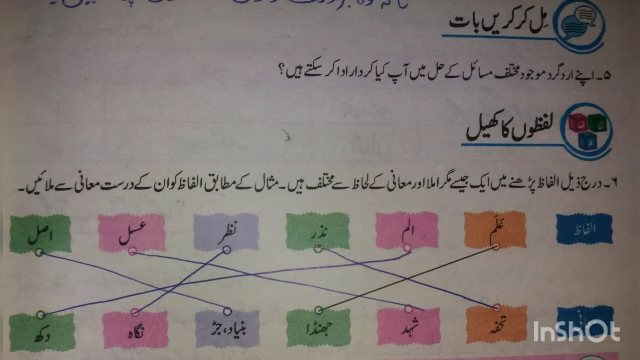 مِل کر کریں بات
۵۔ اپنے اردگرد موجود مختلف مسائل کے حل میں آپ کیا کردار ادا کر سکتے ہیں؟
لفظوں کا کھیل
۶۔ درج ذیل الفاظ پڑھنے میں ایک جیسے مگر املا اور معانی کے لحاظ سے مختلف ہیں۔ مثال کے مطابق الفاظ کو ان کے درست معانی سے ملائیں۔
الفاظ عَلَم الم نذر نظر عسل اصل
تحفہ شہد جھنڈا بنیاد، جڑ نگاہ دکھ
InShOt